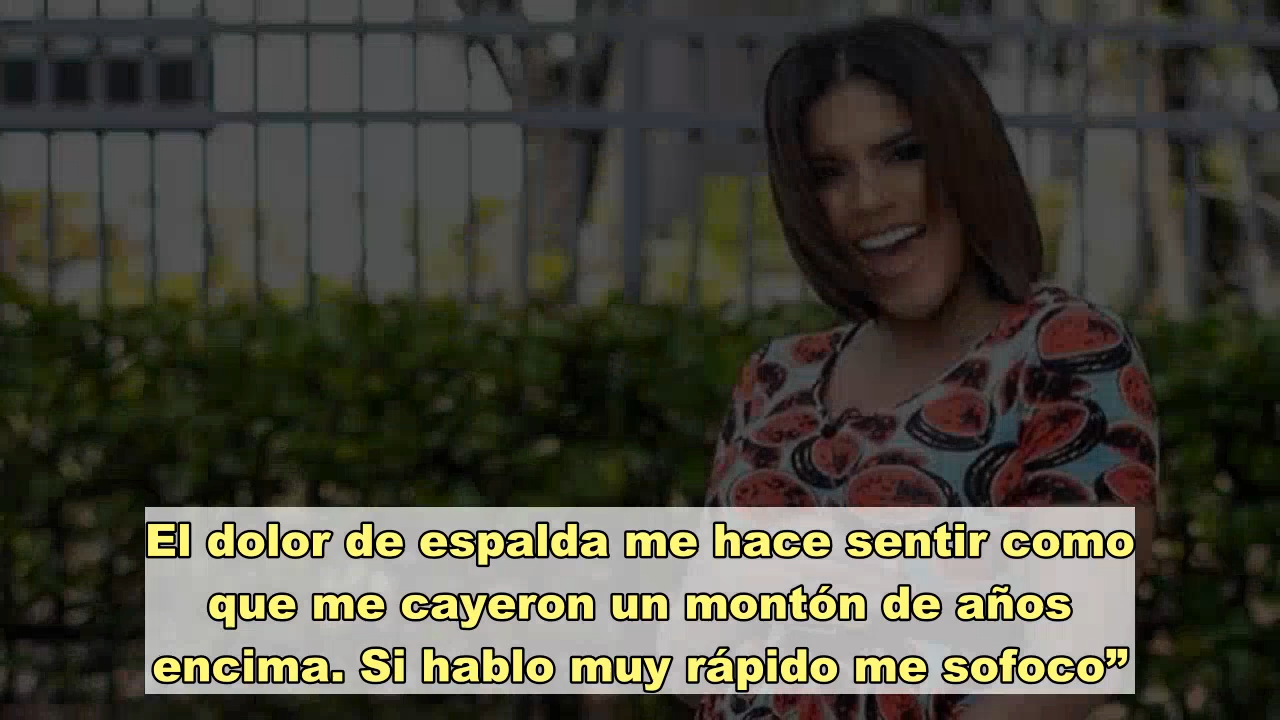 El dolor de espalda me hace sentir como
que me cayeron un montón de años
encima. Si hablo muy rápido me sofoco”